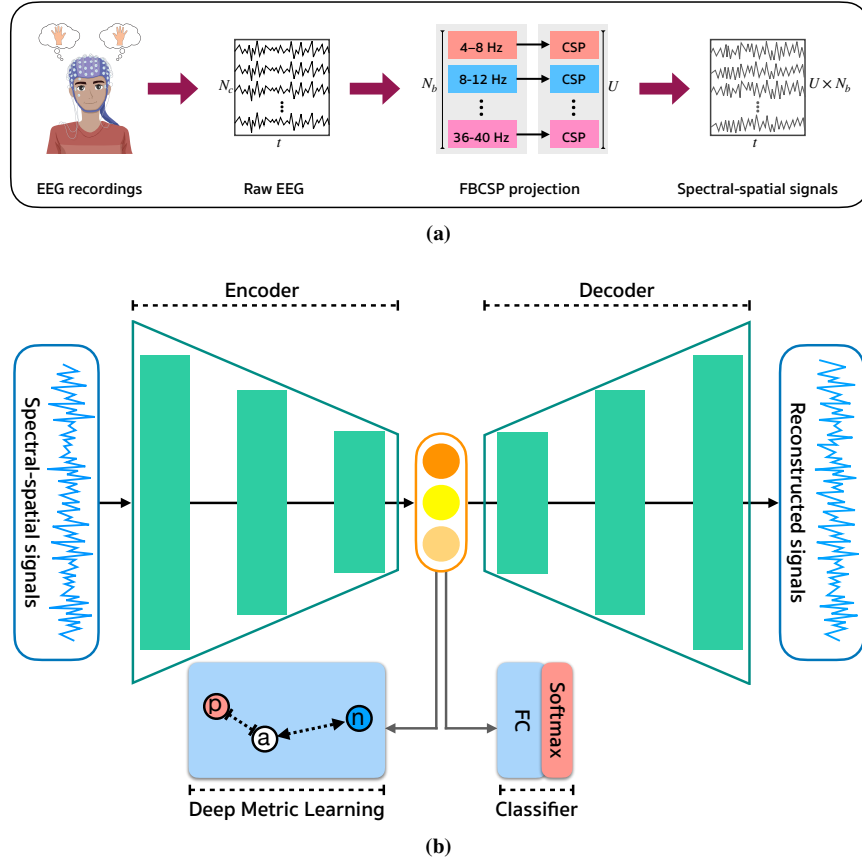 4–8 Hz
CSP
8-12 Hz
CSP
36-40 Hz
CSP
N_c
t
N_b
U
t
U × N_b
EEG recordings
Raw EEG
FBCSP projection
Spectral-spatial signals
(a)
Encoder
Decoder
Spectral-spatial signals
Reconstructed signals
p
a
n
FC
Softmax
Deep Metric Learning
Classifier
(b)